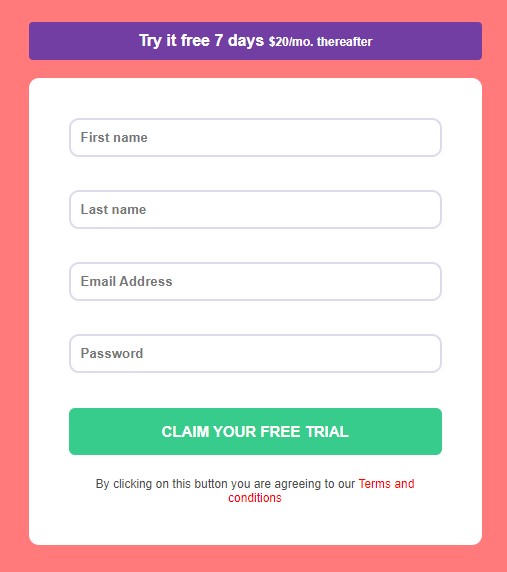 Try it free 7 days $20/mo. thereafter
First name
Last name
Email Address
Password
CLAIM YOUR FREE TRIAL
By clicking on this button you are agreeing to our Terms and
conditions